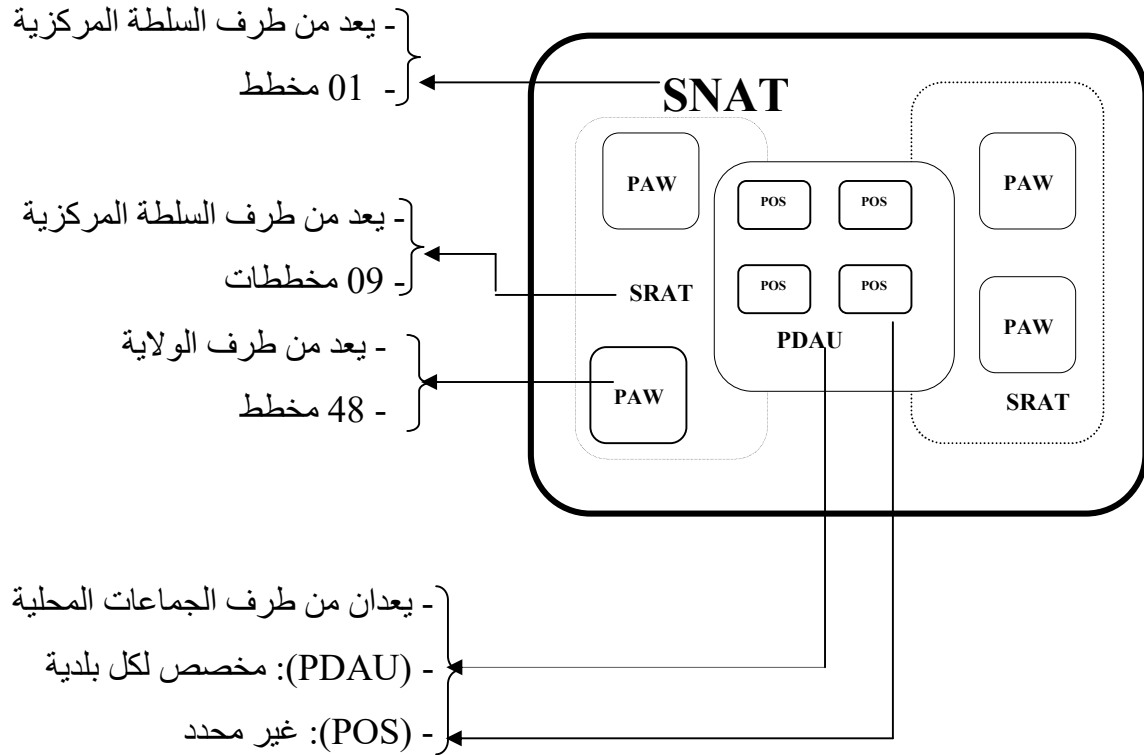 - يعد من طرف السلطة المركزية
- 01 مخطط
SNAT
PAW
PAW
POS
POS
- يعد من طرف السلطة المركزية
- 09 مخططات
SRAT
POS
POS
PDAU
PAW
- يعد من طرف الولاية
- 48 مخطط
PAW
SRAT
- يعدان من طرف الجماعات المحلية
- (PDAU): مخصص لكل بلدية
- (POS): غير محدد